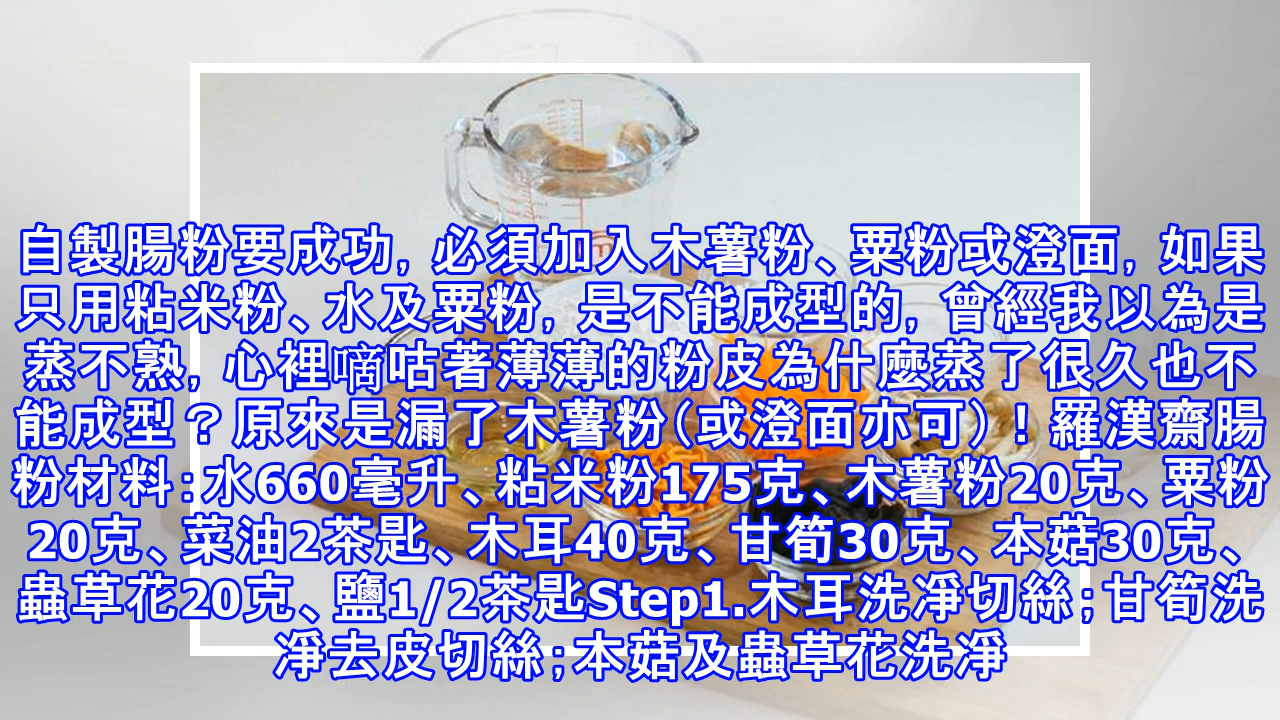 自製腸粉要成功, 必須加入木薯粉、粟粉或澄面, 如果
只用粘米粉、水及粟粉, 是不能成型的, 曾經我以為是
蒸不熟, 心裡嘀咕著薄薄的粉皮為什麼蒸了很久也不
能成型？原來是漏了木薯粉(或澄面亦可)！羅漢齋腸
粉材料:水660毫升、粘米粉175克、木薯粉20克、粟粉
20克、菜油2茶匙、木耳40克、甘筍30克、本菇30克、
蟲草花20克、鹽1/2茶匙Step1.木耳洗凈切絲;甘筍洗
凈去皮切絲;本菇及蟲草花洗凈